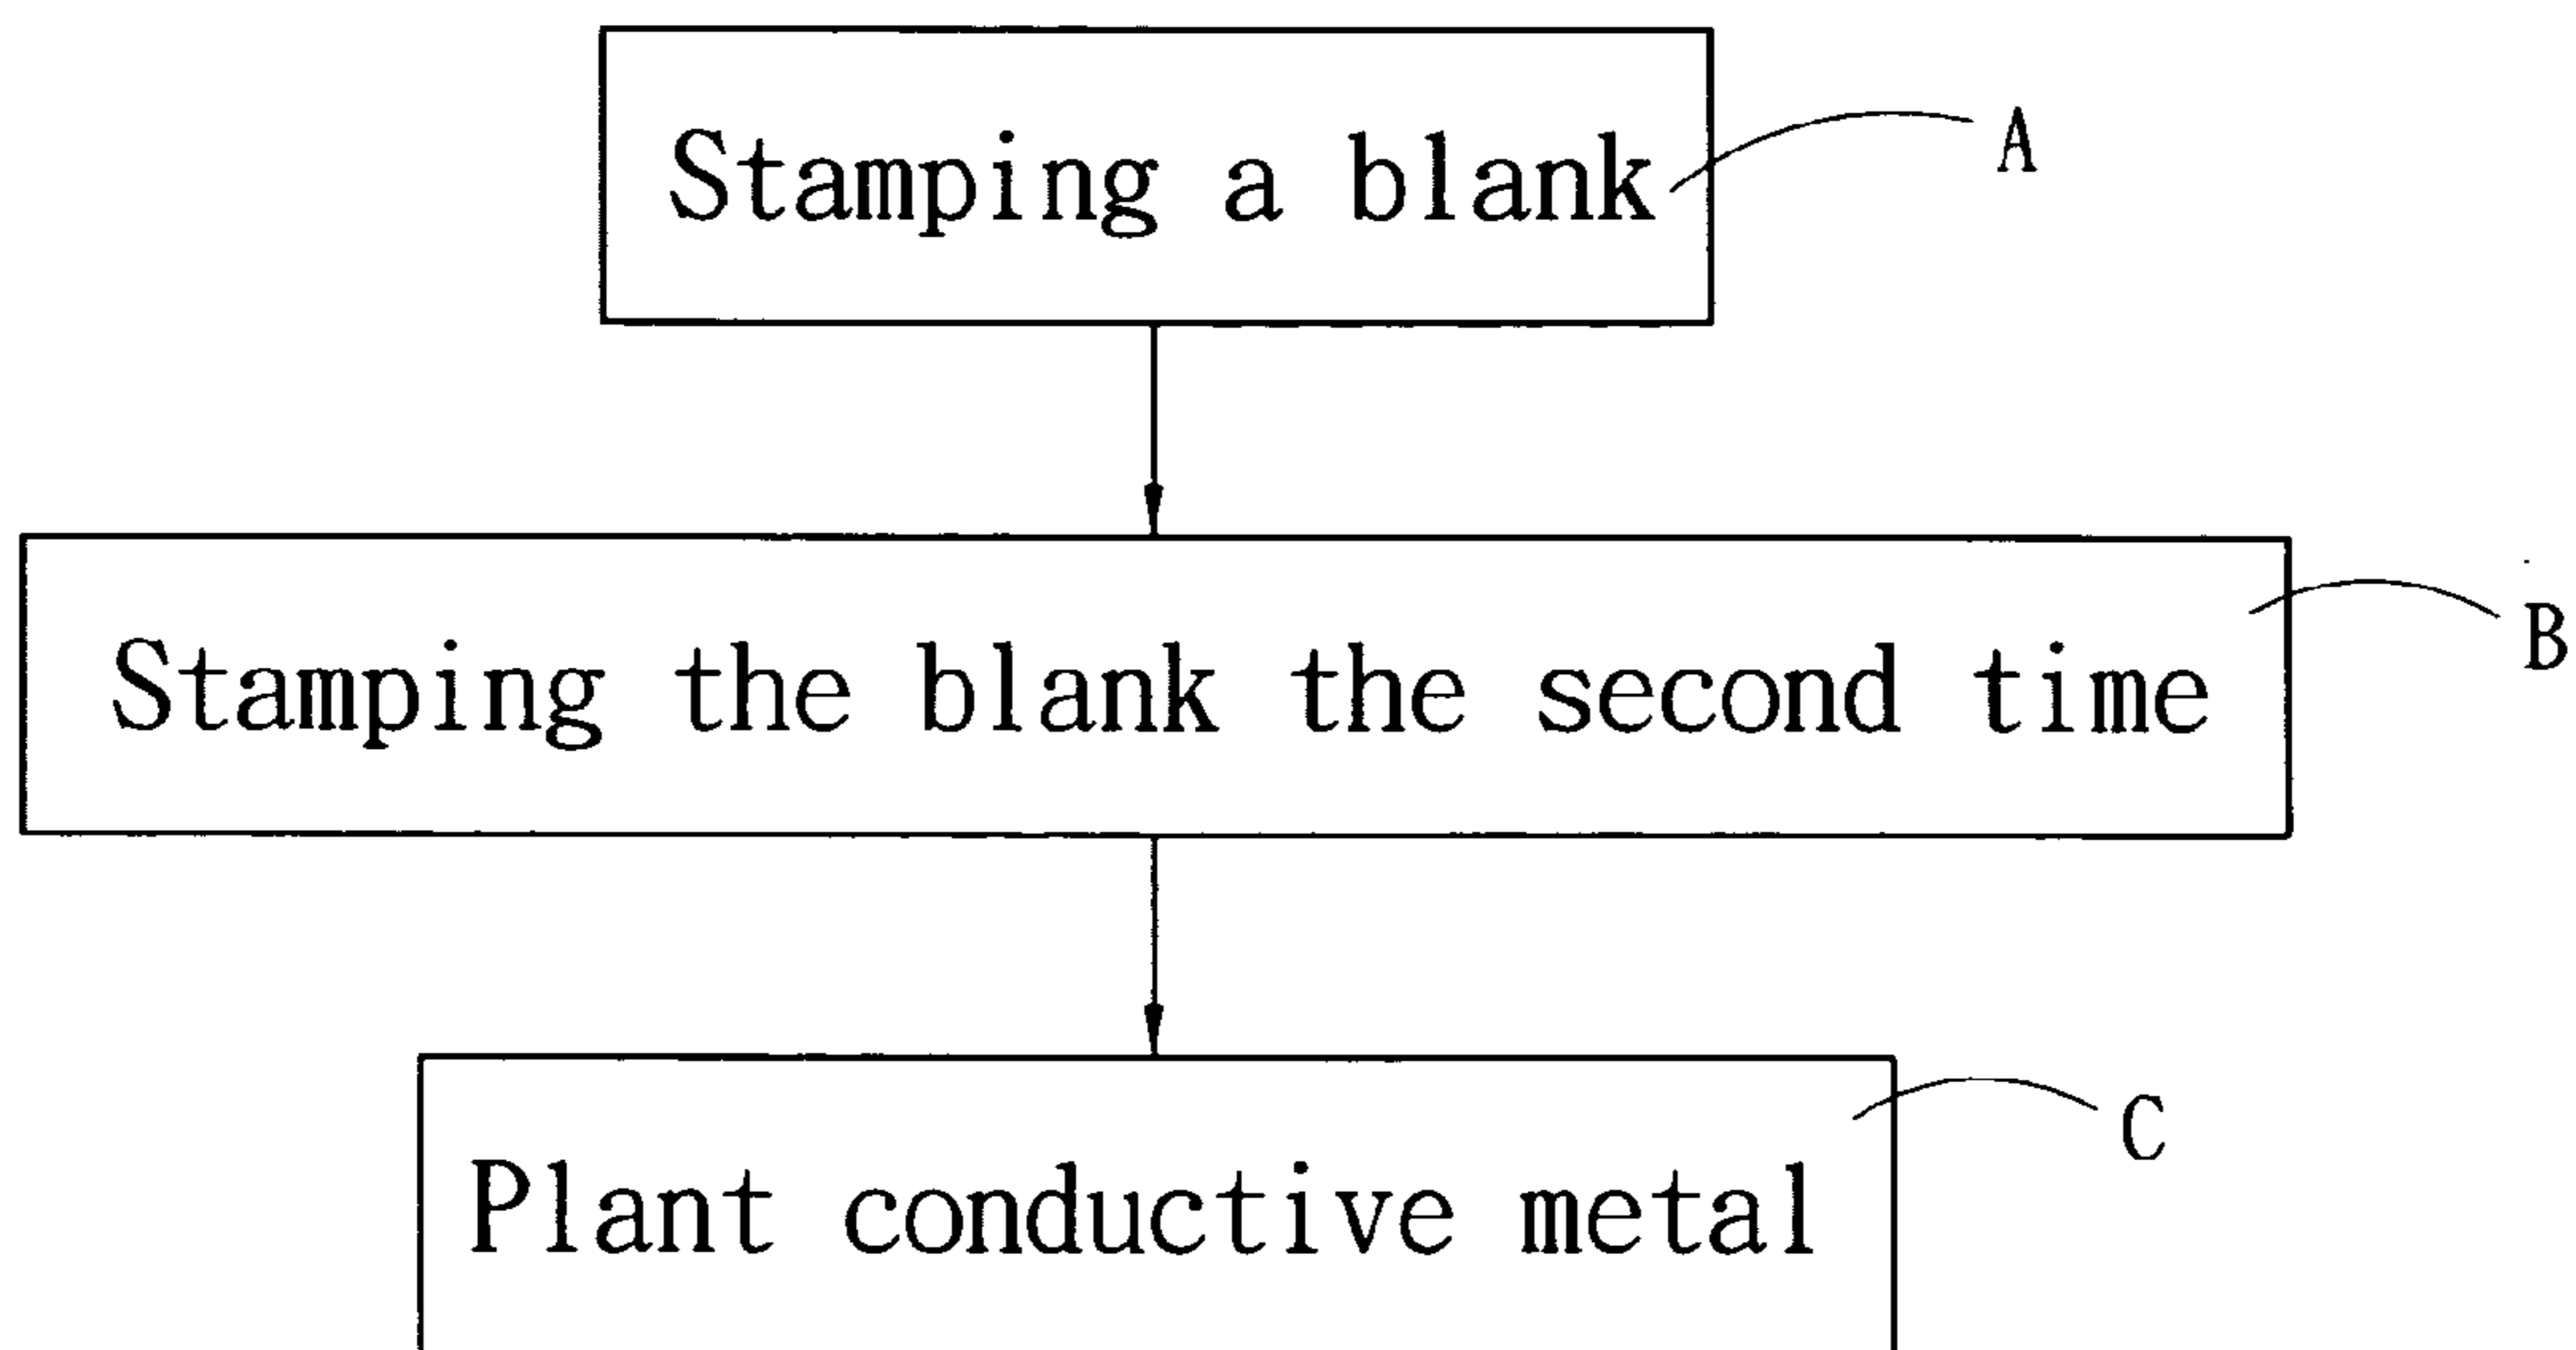 Stamping a blank
A
Stamping the blank the second time
B
Plant conductive metal
C